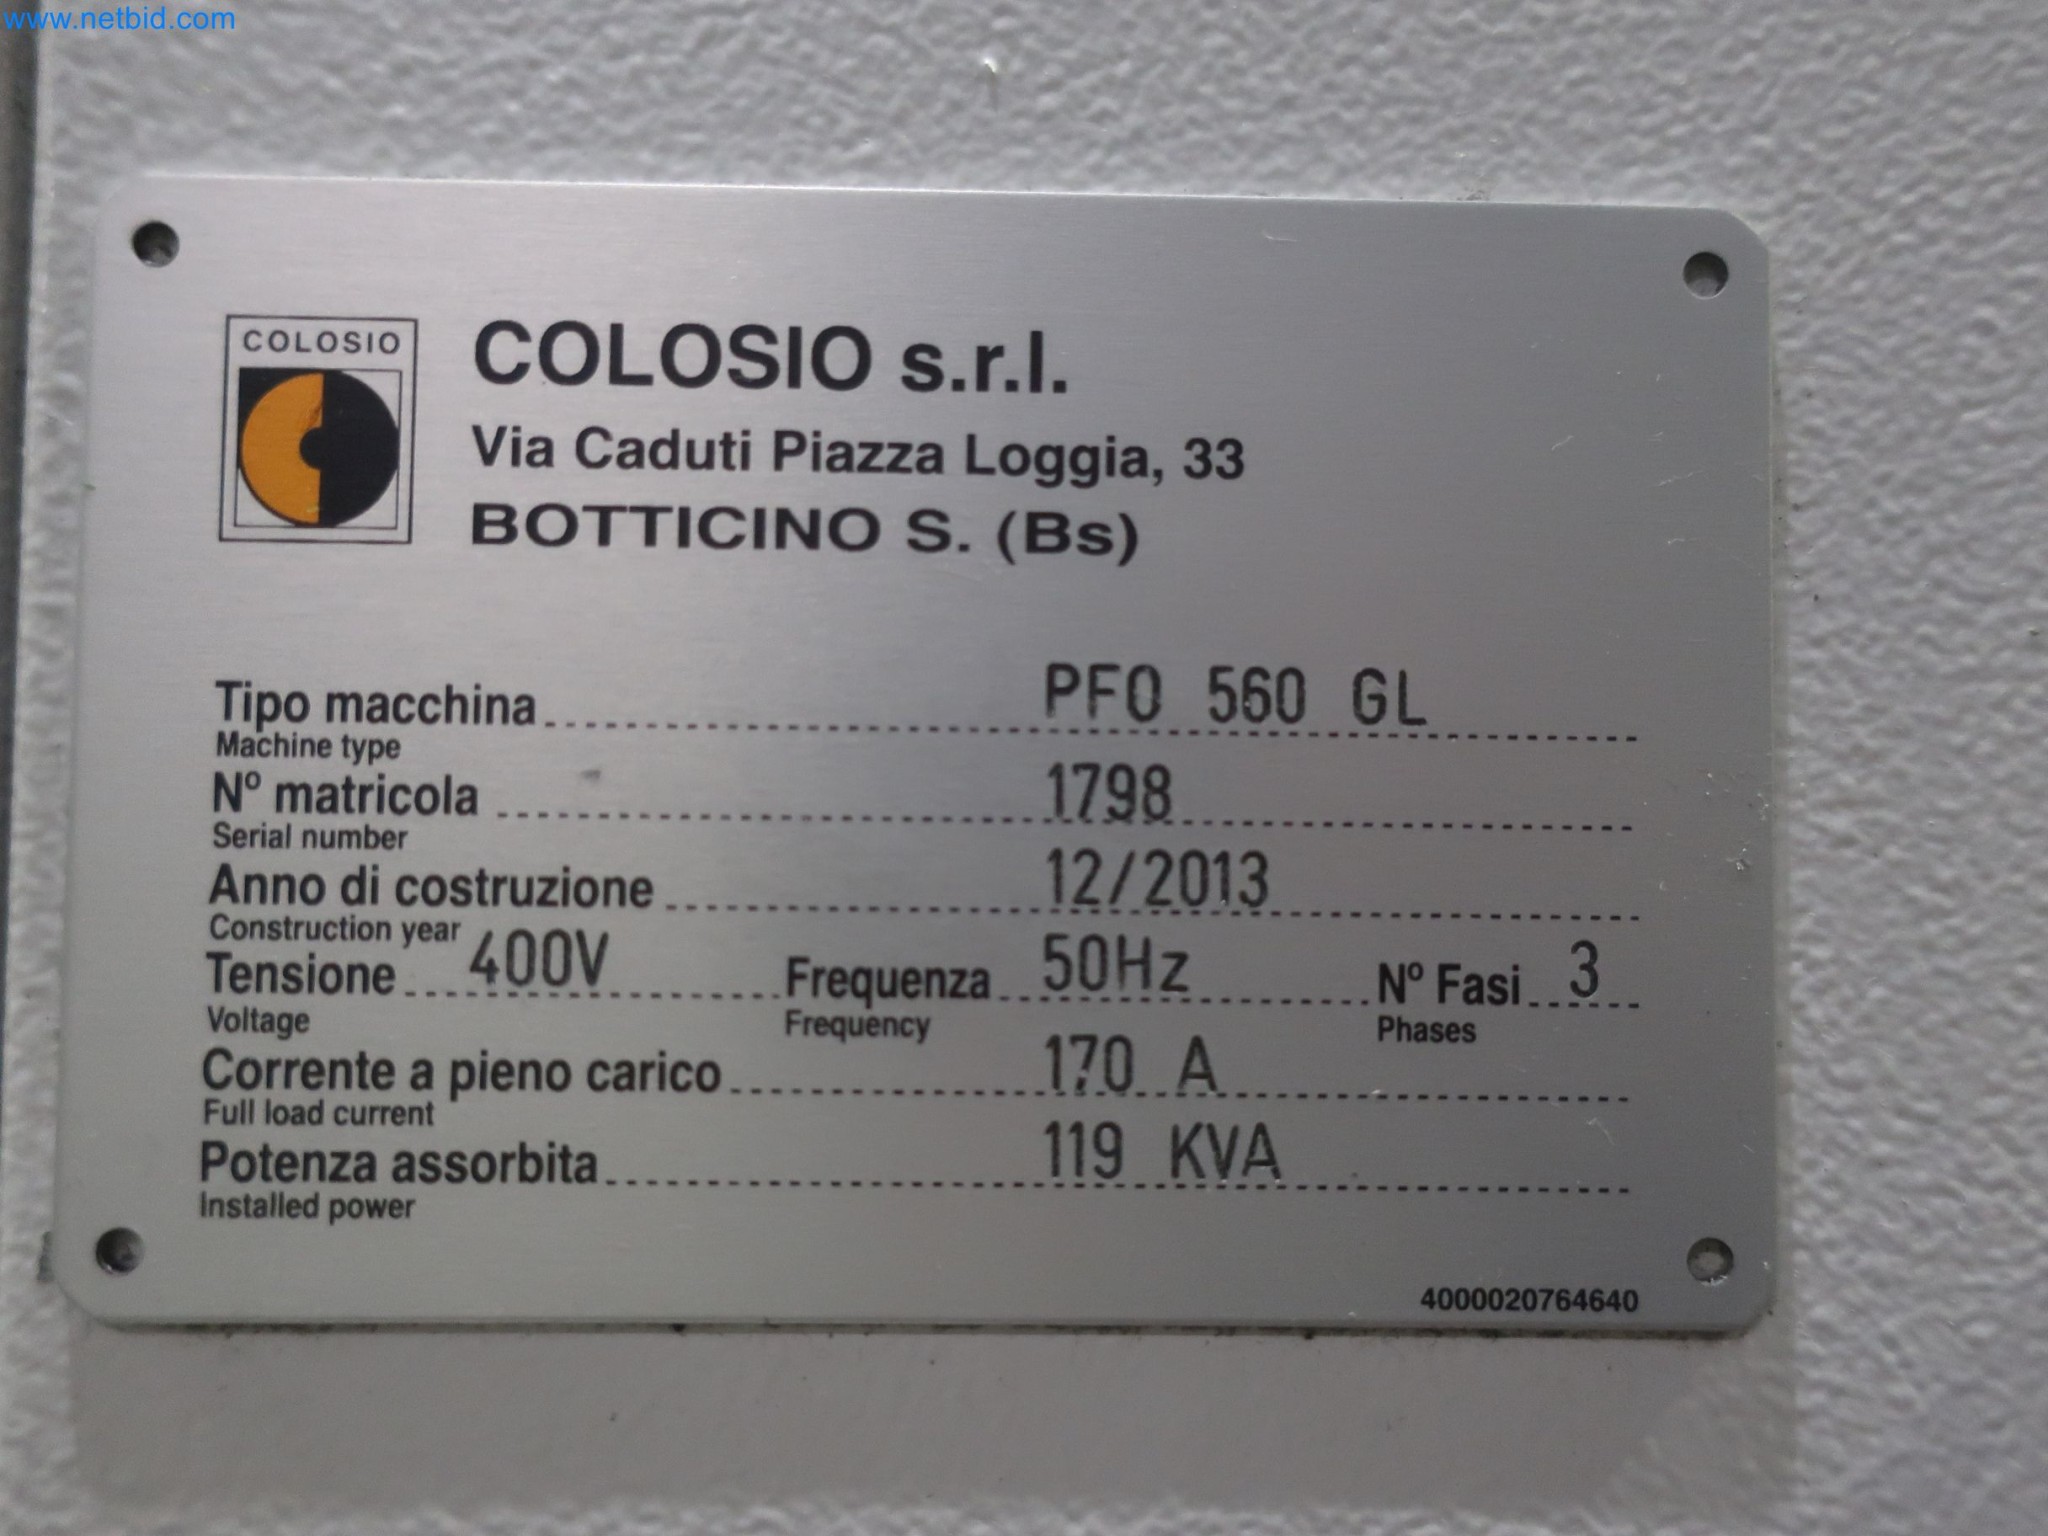 www.netbid.com
COLOSIO
COLOSIO s.r.l.
Via Caduti Piazza Loggia, 33
BOTTICINO S. (Bs)
Tipo macchina PFO 560 GL
Machine type
Nº matricola 1798
Serial number
Anno di costruzione 12/2013
Construction year
Tensione 400V Frequenza 50Hz Nº Fasi 3
Voltage Frequency Phases
Corrente a pieno carico 170 A
Full load current
Potenza assorbita 119 KVA
Installed power
4000020764640